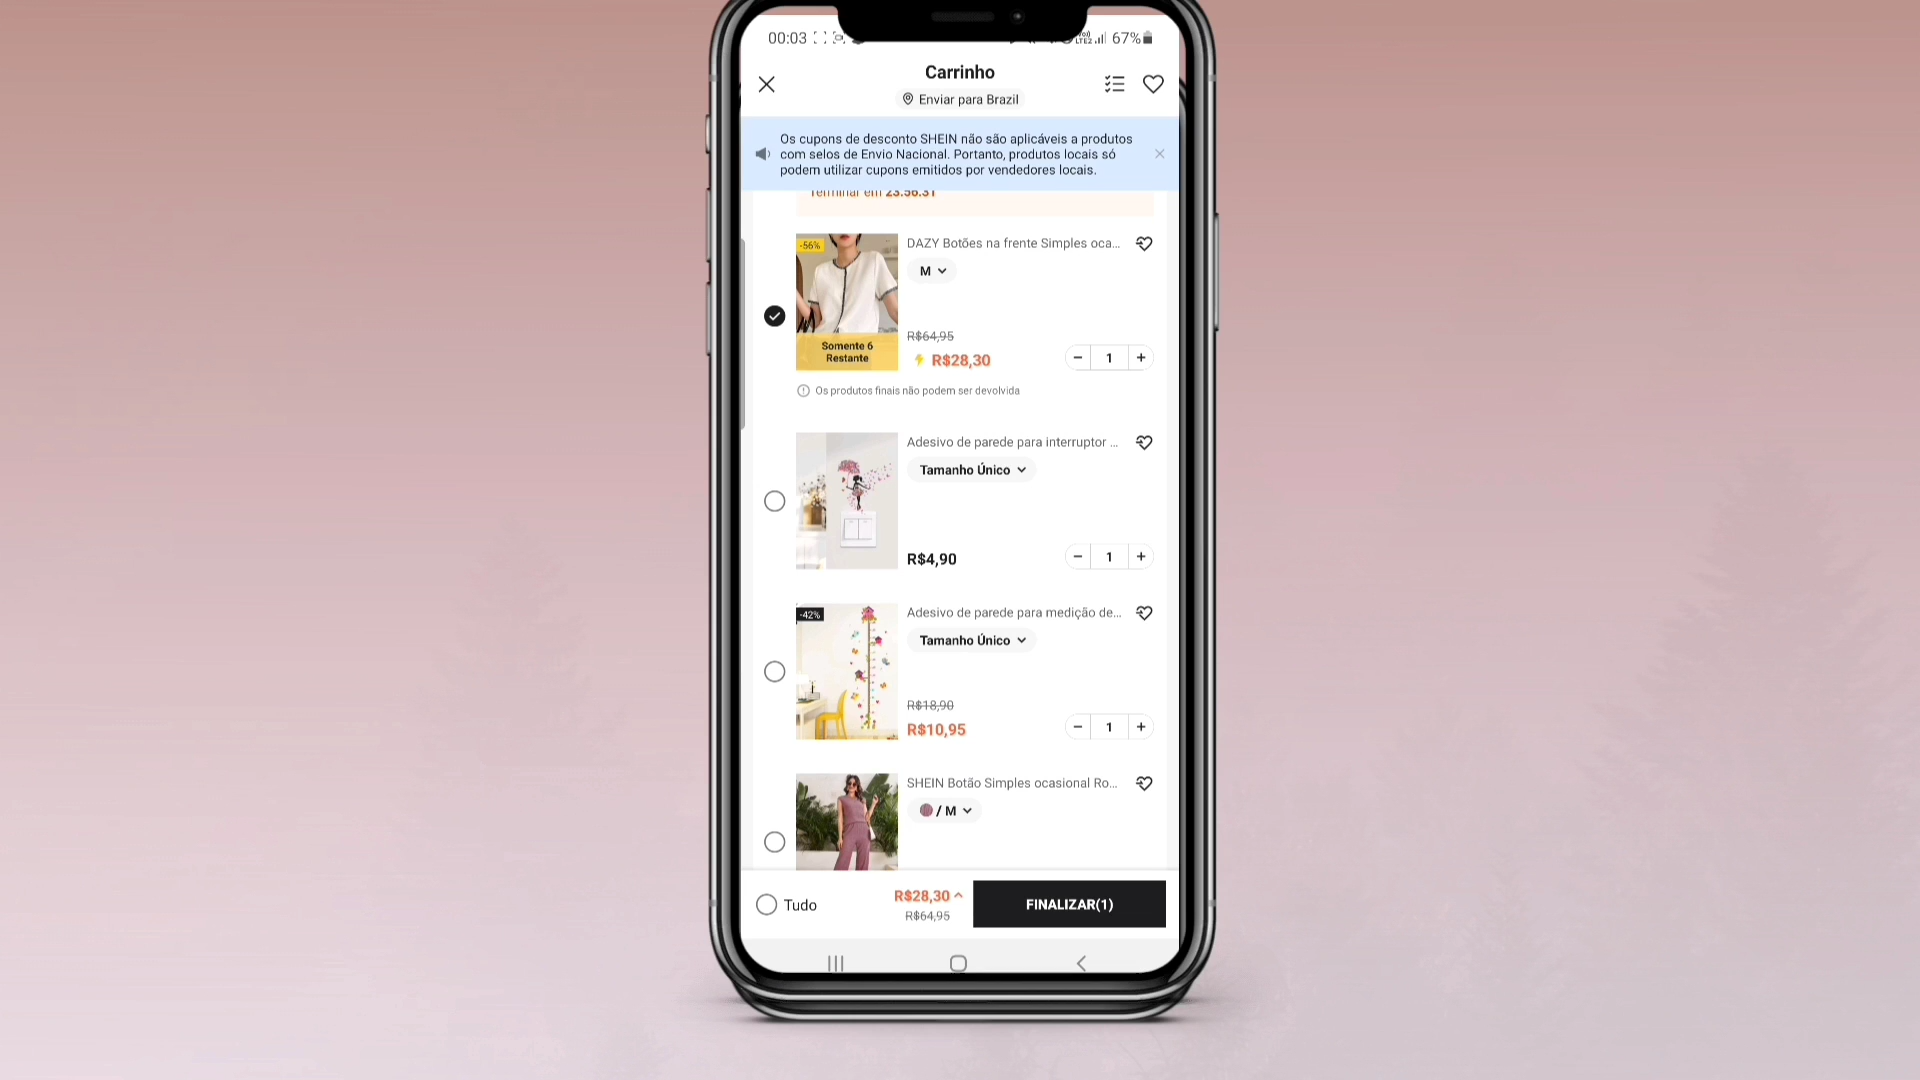 00:03
67%
Carrinho
Enviar para Brazil
Os cupons de desconto SHEIN não são aplicáveis a produtos
com selos de Envio Nacional. Portanto, produtos locais só
podem utilizar cupons emitidos por vendedores locais.
Terminar em 23:56:31
-56%
DAZY Botões na frente Simples oca...
M
Somente 6
Restante
R$64,95
R$28,30
1
Os produtos finais não podem ser devolvida
Adesivo de parede para interruptor ...
Tamanho Único
R$4,90
1
-42%
Adesivo de parede para medição de...
Tamanho Único
R$18,90
R$10,95
1
SHEIN Botão Simples ocasional Ro...
/ M
Tudo
R$28,30
R$64,95
FINALIZAR(1)